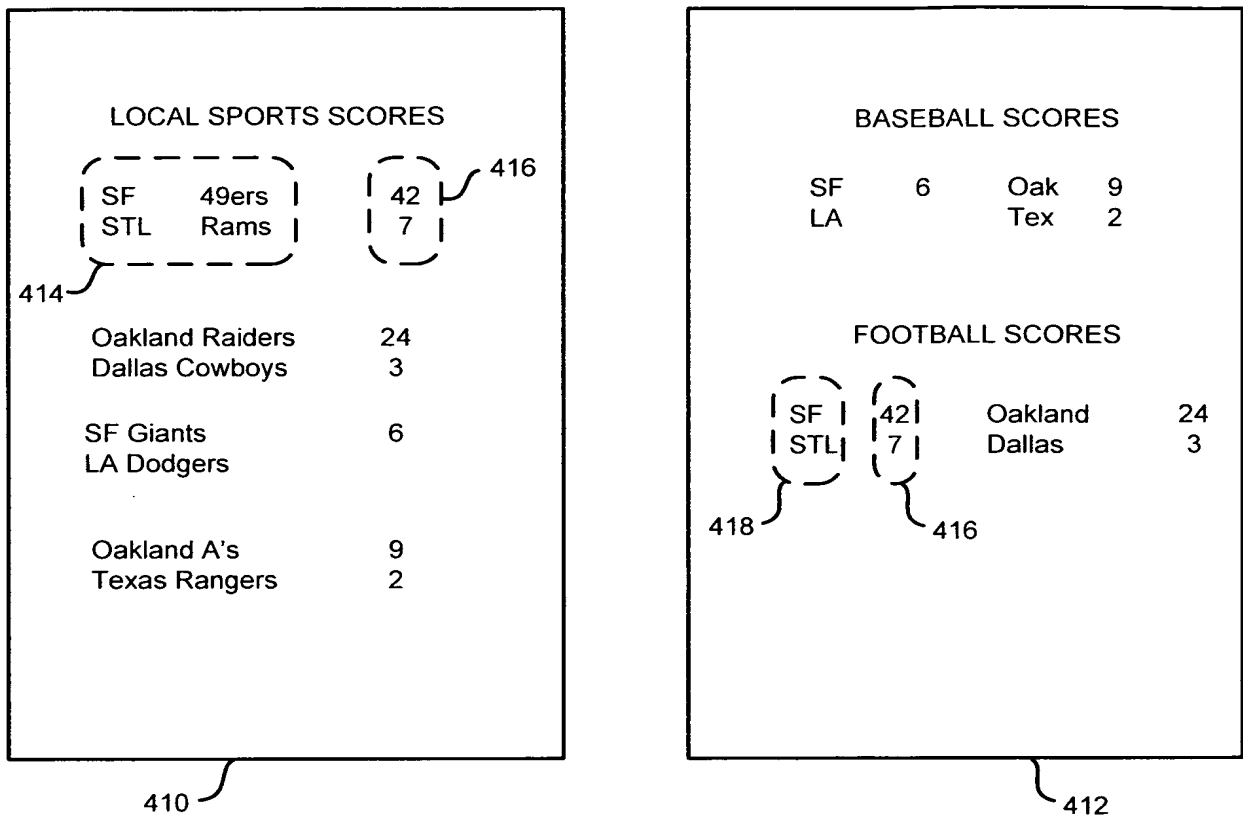 LOCAL SPORTS SCORES
SF 49ers 42
STL Rams 7
416
414
Oakland Raiders 24
Dallas Cowboys 3
SF Giants 6
LA Dodgers
Oakland A's 9
Texas Rangers 2
410
BASEBALL SCORES
SF 6 Oak 9
LA Tex 2
FOOTBALL SCORES
SF 42 Oakland 24
STL 7 Dallas 3
418 416
412